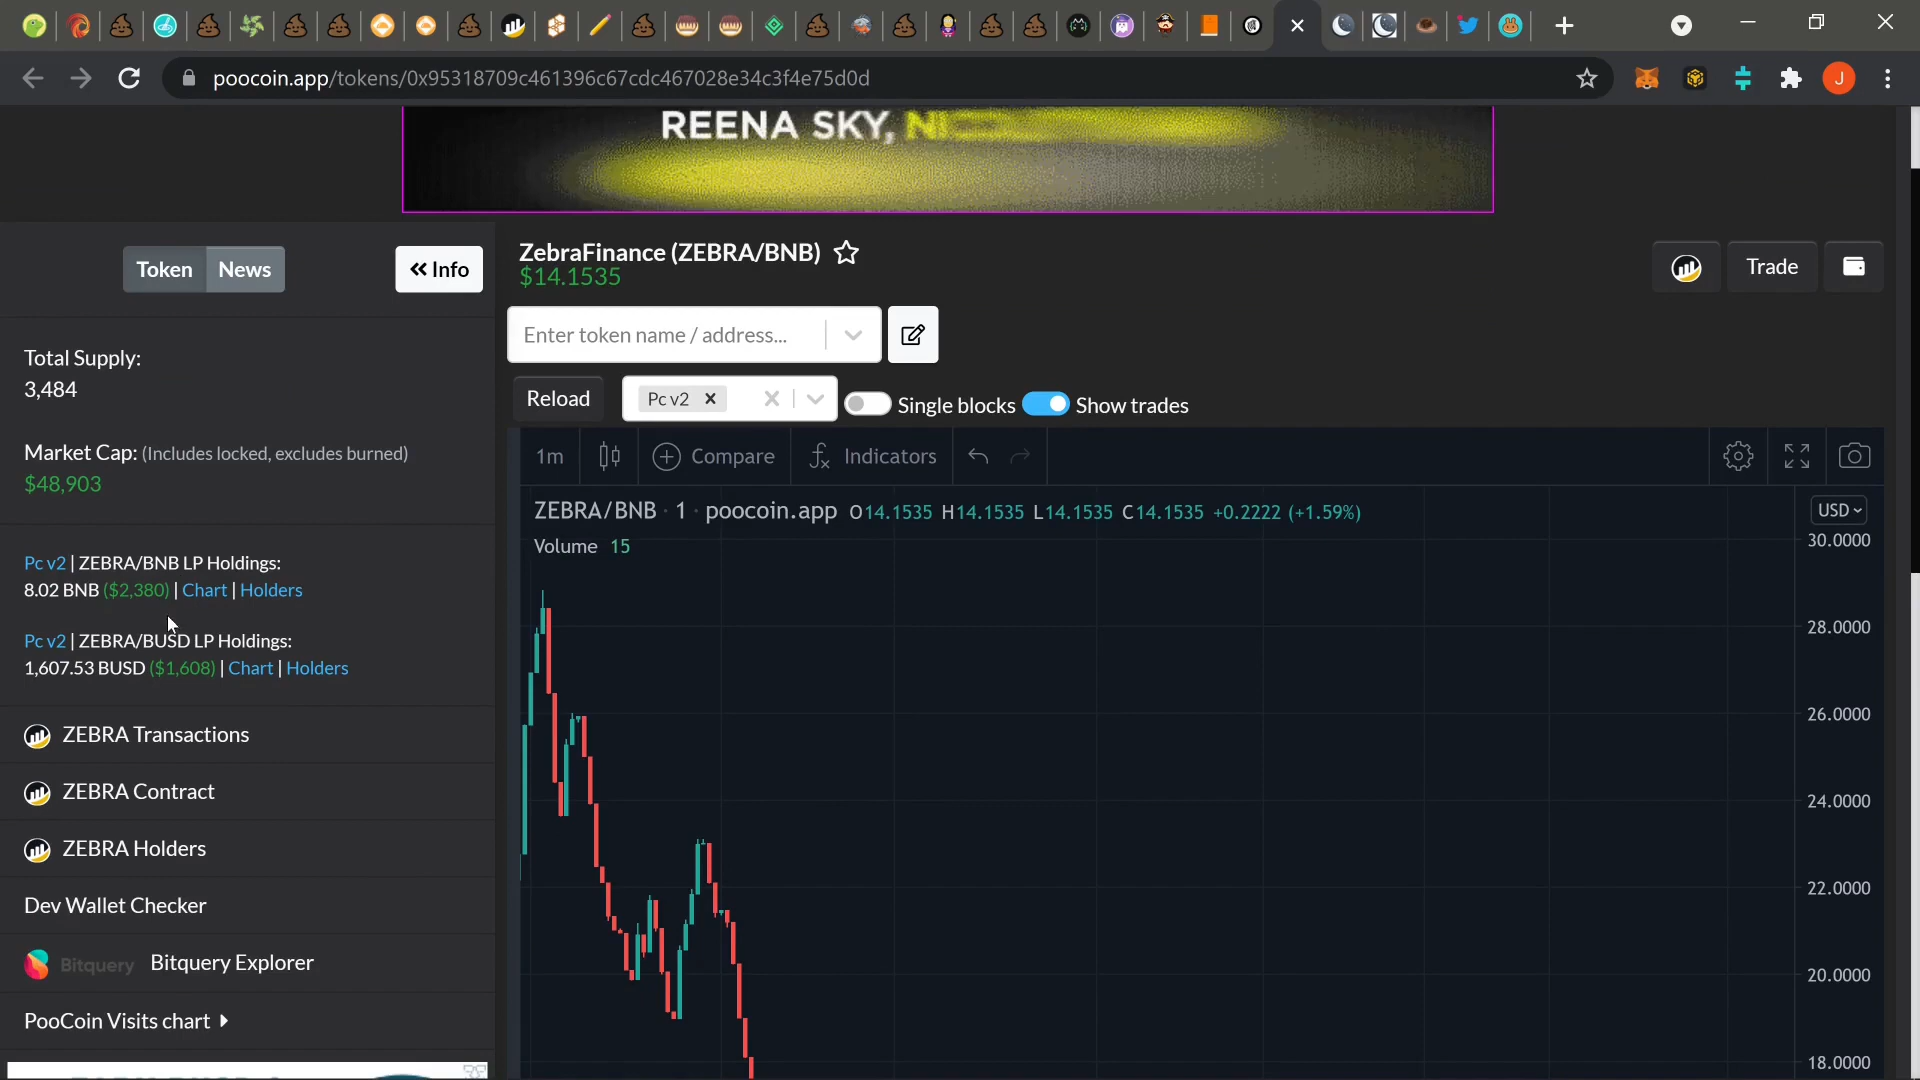 poocoin.app/tokens/0x95318709c461396c67cdc467028e34c3f4e75d0d
J
REENA SKY,
Token
News
Info
ZebraFinance (ZEBRA/BNB)
$14.1535
Trade
Enter token name / address...
Reload
Pc v2
Single blocks
Show trades
Total Supply:
3,484
Market Cap: (Includes locked, excludes burned)
$48,903
Pc v2 | ZEBRA/BNB LP Holdings:
8.02 BNB ($2,380) | Chart | Holders
Pc v2 | ZEBRA/BUSD LP Holdings:
1,607.53 BUSD ($1,608) | Chart | Holders
ZEBRA Transactions
ZEBRA Contract
ZEBRA Holders
Dev Wallet Checker
Bitquery Bitquery Explorer
PooCoin Visits chart
1m
Compare
Indicators
ZEBRA/BNB · 1 · poocoin.app O14.1535 H14.1535 L14.1535 C14.1535 +0.2222 (+1.59%)
Volume 15
USD
30.0000
28.0000
26.0000
24.0000
22.0000
20.0000
18.0000